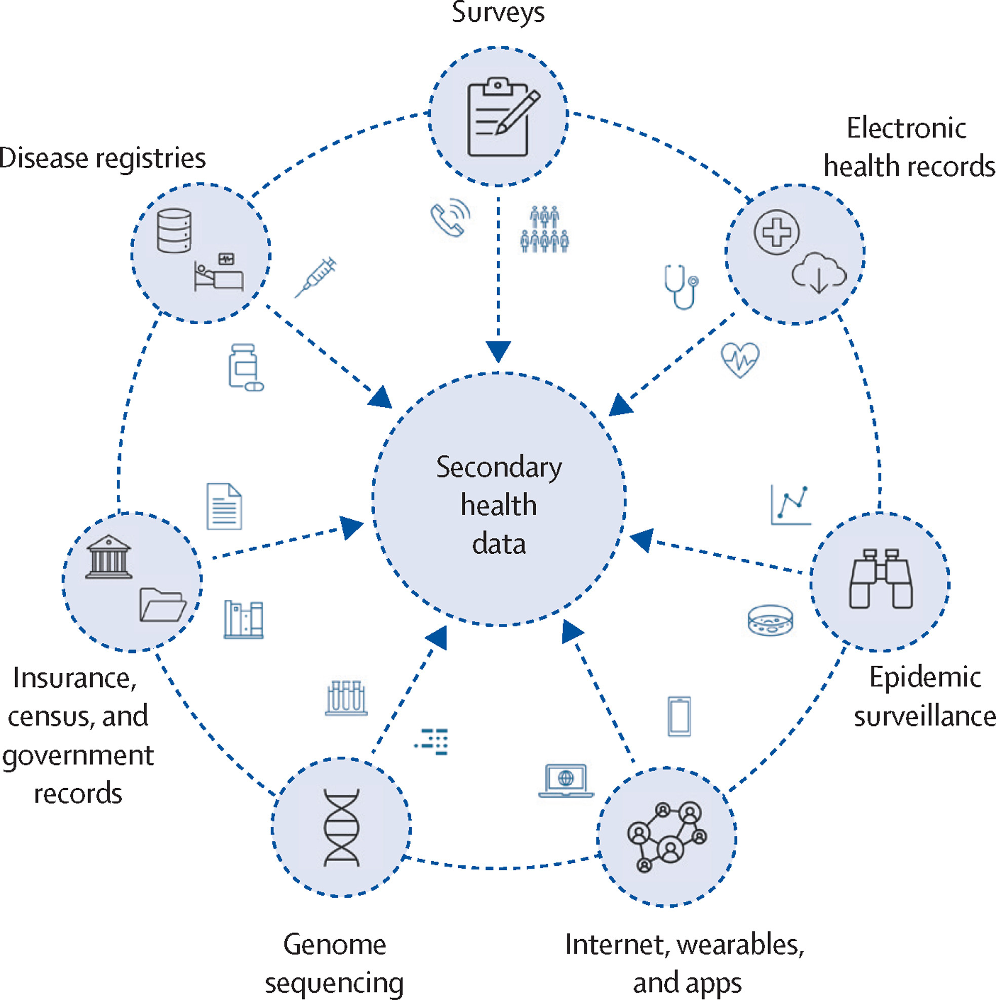 Surveys
Electronic
health records
Disease registries
Secondary
health
data
Insurance,
census, and
government
records
Epidemic
surveillance
Genome
sequencing
Internet, wearables,
and apps